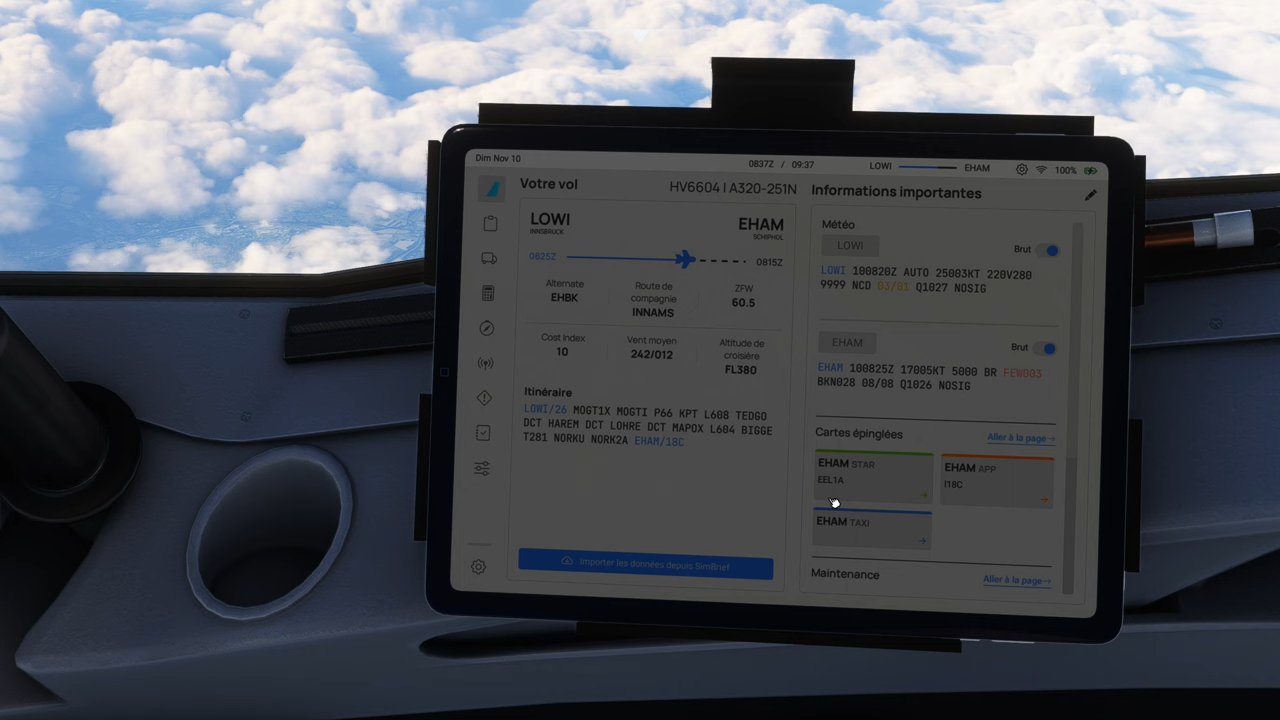 Dim Nov 10
0837Z / 09:37
LOWI EHAM
100%
Votre vol
HV6604 | A320-251N
LOWI
INNSBRUCK
EHAM
SCHIPHOL
0625Z
0815Z
Alternate
EHBK
Route de
compagnie
INNAMS
ZFW
60.5
Cost Index
10
Vent moyen
242/012
Altitude de
croisière
FL380
Itinéraire
LOWI/26 MOGT1X MOGTI P66 KPT L608 TEDGO
DCT HAREM DCT LOHRE DCT MAPOX L604 BIGGE
T281 NORKU NORK2A EHAM/18C
Importer les données depuis SimBrief
Informations importantes
Météo
LOWI
Brut
LOWI 100820Z AUTO 25003KT 220V280
9999 NCD 03/01 Q1027 NOSIG
EHAM
Brut
EHAM 100825Z 17005KT 5000 BR FEW003
BKN028 08/08 Q1026 NOSIG
Cartes épinglées
Aller à la page
EHAM STAR
EEL1A
EHAM APP
I18C
EHAM TAXI
Maintenance
Aller à la page